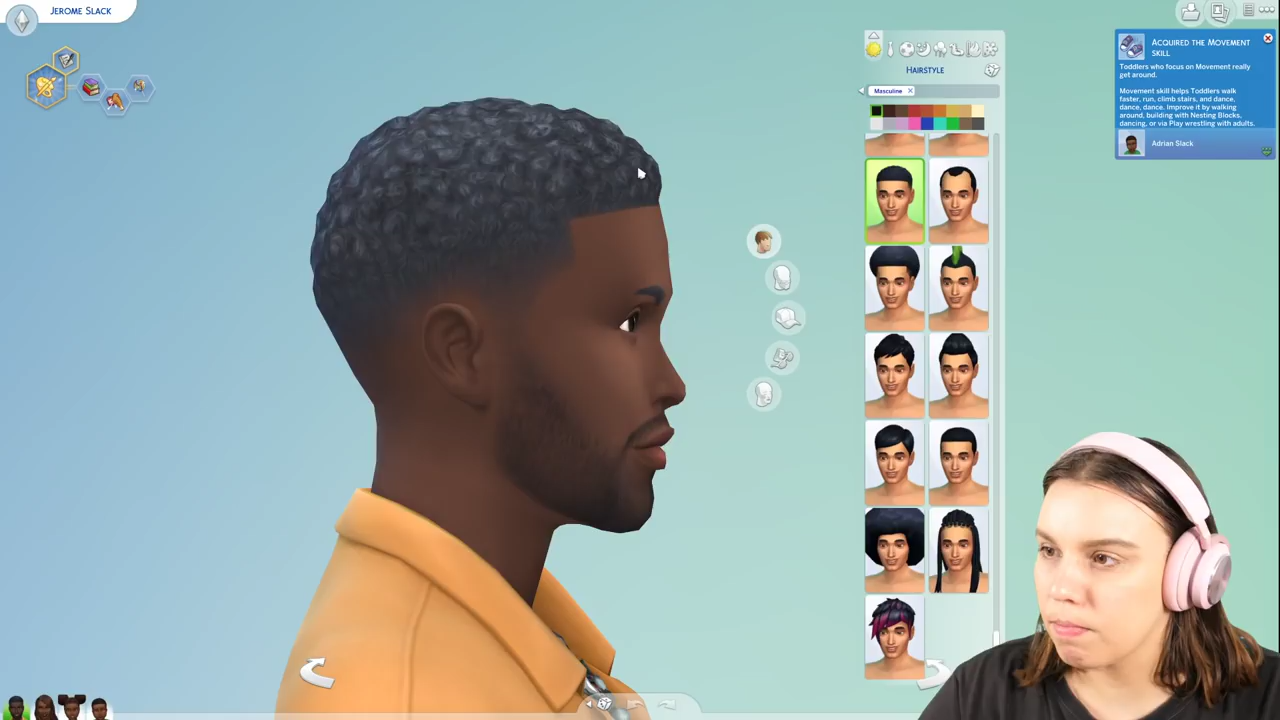 Jerome Slack
Hairstyle
Masculine X
Acquired the Movement
Skill
Toddlers who focus on Movement really
get around.
Movement skill helps Toddlers walk
faster, run, climb stairs, and dance,
dance, dance. Improve it by walking
around, building with Nesting Blocks,
dancing, or via Play wrestling with adults.
Adrian Slack